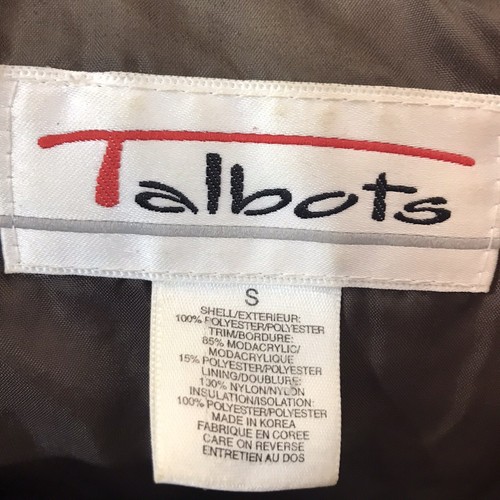 Talbots
S
SHELL/EXTERIEUR:
100% POLYESTER/POLYESTER
TRIM/BORDURE:
85% MODACRYLIC/
MODACRYLIQUE
15% POLYESTER/POLYESTER
LINING/DOUBLURE:
100% NYLON/NYLON
INSULATION/ISOLATION:
100% POLYESTER/POLYESTER
MADE IN KOREA
FABRIQUE EN COREE
CARE ON REVERSE
ENTRETIEN AU DOS